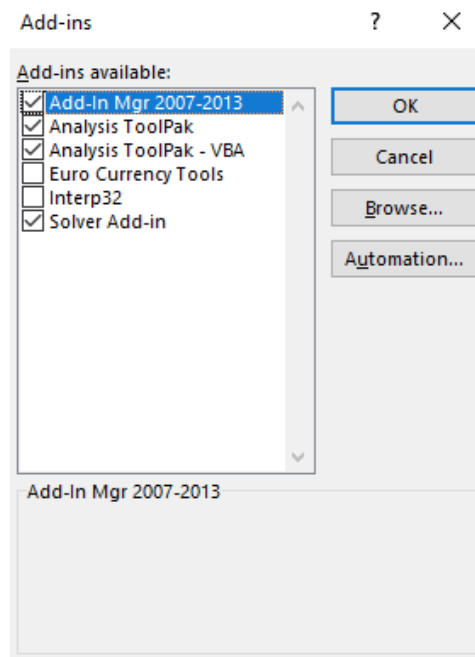 Add-ins ? ×
Add-ins available:
Add-In Mgr 2007-2013
Analysis ToolPak
Analysis ToolPak - VBA
Euro Currency Tools
Interp32
Solver Add-in
OK
Cancel
Browse...
Automation...
Add-In Mgr 2007-2013